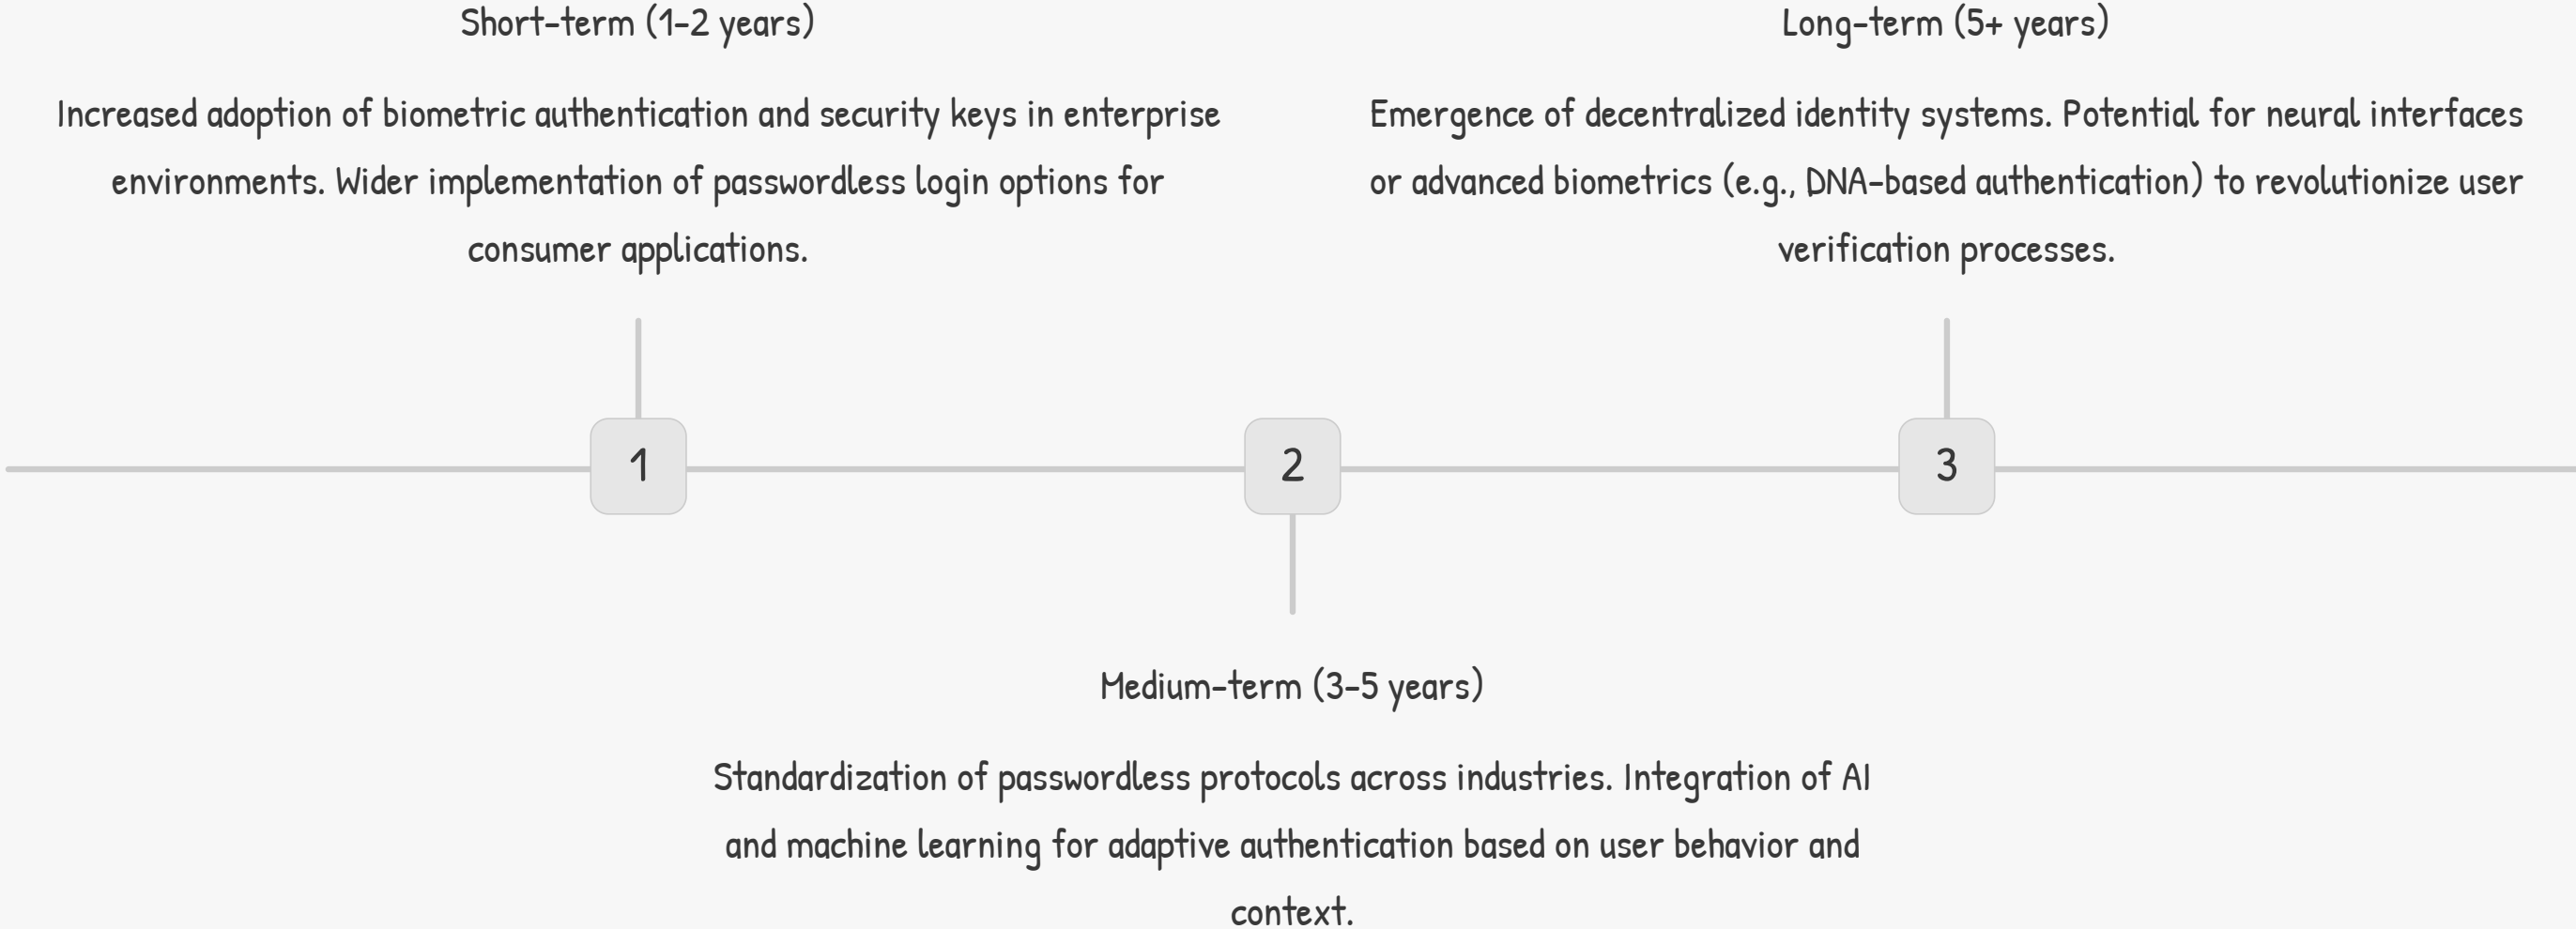 Short-term (1-2 years)
Increased adoption of biometric authentication and security keys in enterprise
environments. Wider implementation of passwordless login options for
consumer applications.
Long-term (5+ years)
Emergence of decentralized identity systems. Potential for neural interfaces
or advanced biometrics (e.g., DNA-based authentication) to revolutionize user
verification processes.
1
2
3
Medium-term (3-5 years)
Standardization of passwordless protocols across industries. Integration of AI
and machine learning for adaptive authentication based on user behavior and
context.